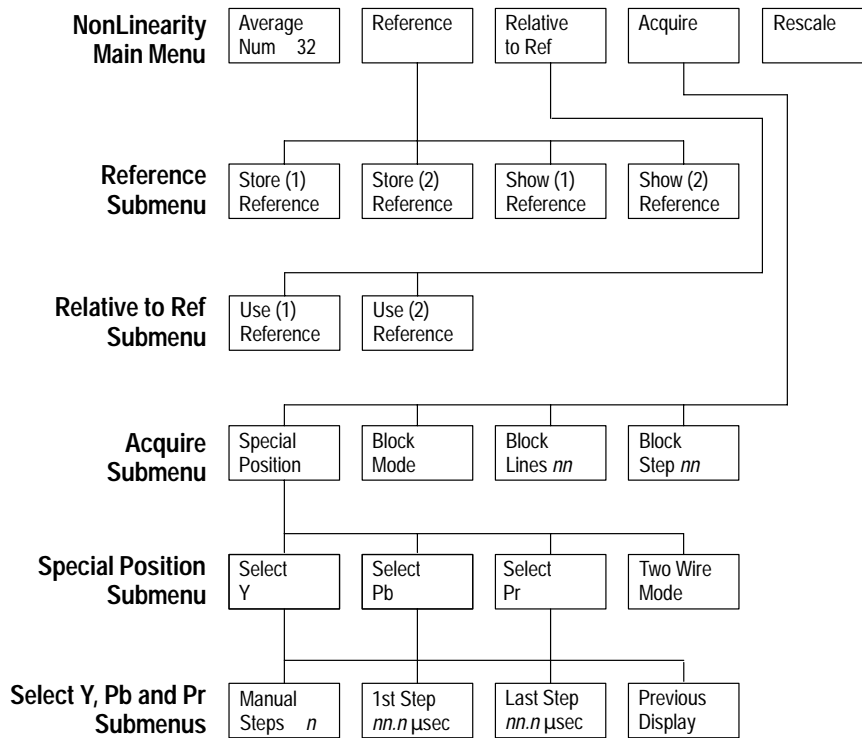 NonLinearity
Main Menu
Average
Num 32
Reference
Relative
to Ref
Acquire
Rescale
Reference
Submenu
Store (1)
Reference
Store (2)
Reference
Show (1)
Reference
Show (2)
Reference
Relative to Ref
Submenu
Use (1)
Reference
Use (2)
Reference
Acquire
Submenu
Special
Position
Block
Mode
Block
Lines nn
Block
Step nn
Special Position
Submenu
Select
Y
Select
Pb
Select
Pr
Two Wire
Mode
Select Y, Pb and Pr
Submenus
Manual
Steps n
1st Step
nn.n µsec
Last Step
nn.n µsec
Previous
Display